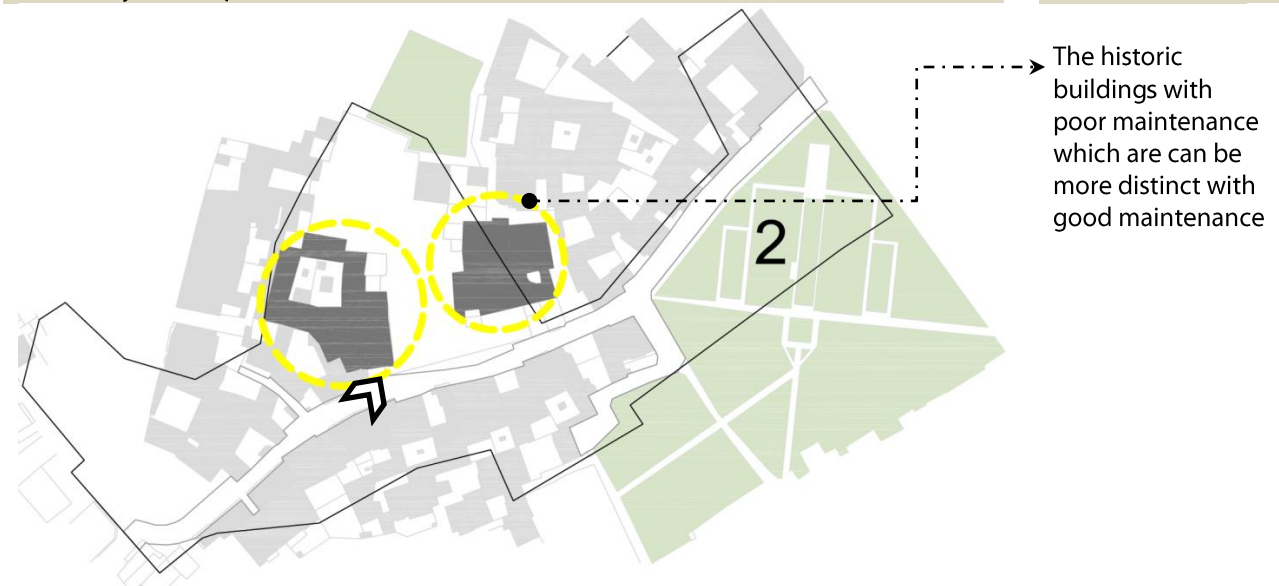 The historic
buildings with
poor maintenance
which are can be
more distinct with
good maintenance
2